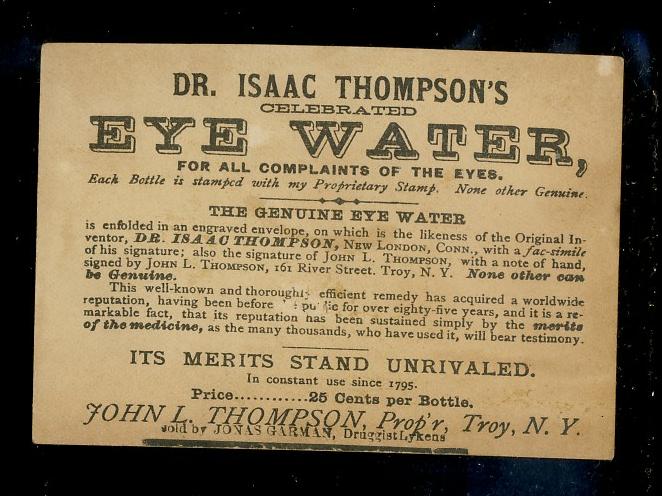 DR. ISAAC THOMPSON'S
CELEBRATED
EYE WATER,
FOR ALL COMPLAINTS OF THE EYES.
Each Bottle is stamped with my Proprietary Stamp. None other Genuine.
THE GENUINE EYE WATER
is enfolded in an engraved envelope, on which is the likeness of the Original In-
ventor, DR. ISAAC THOMPSON, NEW LONDON, CONN., with a fac-simile
of his signature; also the signature of JOHN L. THOMPSON, with a note of hand,
signed by JOHN L. THOMPSON, 161 River Street. Troy, N. Y. None other can
be Genuine.
This well-known and thoroughly efficient remedy has acquired a worldwide
reputation, having been before public for over eighty-five years, and it is a re-
markable fact, that its reputation has been sustained simply by the merits
of the medicine, as the many thousands, who have used it, will bear testimony.
ITS MERITS STAND UNRIVALED.
In constant use since 1795.
Price............25 Cents per Bottle.
JOHN L. THOMPSON, Prop'r, Troy, N. Y.
Sold by JONAS GARMAN, Druggist Lykens